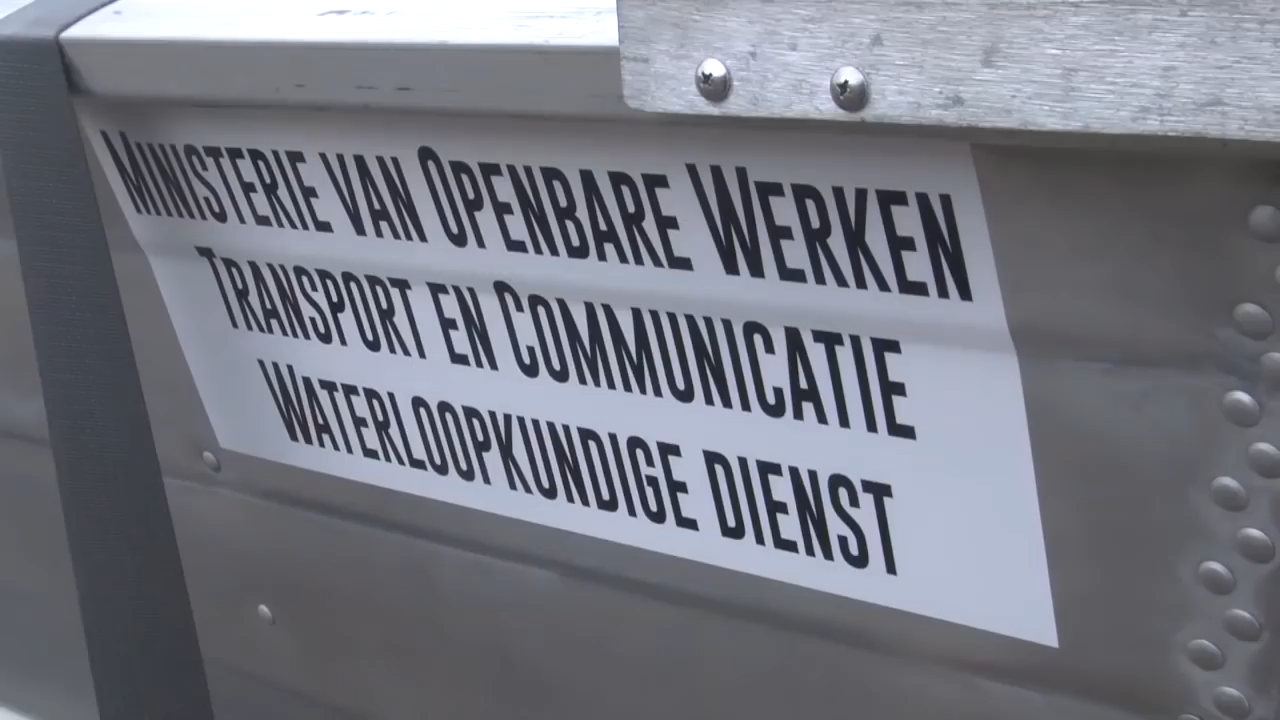 Ministerie van Openbare Werken
Transport en Communicatie
Waterloopkundige dienst